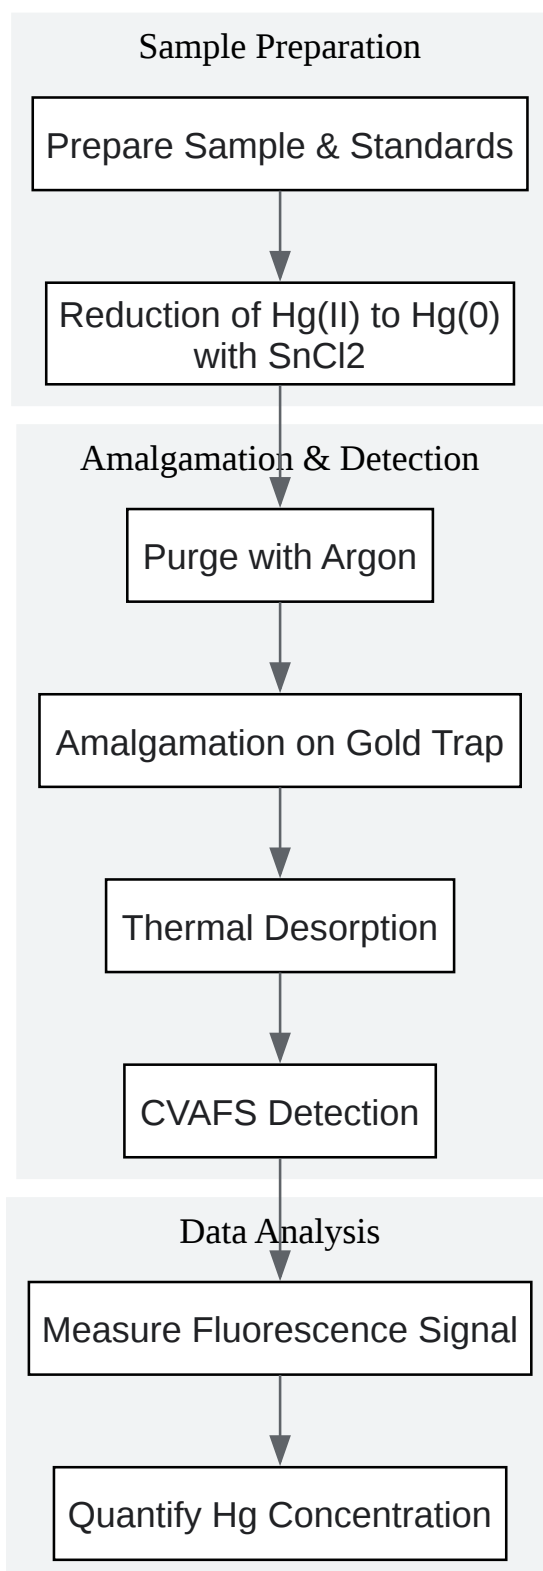 Sample Preparation
Prepare Sample & Standards
Reduction of Hg(II) to Hg(0)
with SnCl2
Amalgamation & Detection
Purge with Argon
Amalgamation on Gold Trap
Thermal Desorption
CVAFS Detection
Data Analysis
Measure Fluorescence Signal
Quantify Hg Concentration